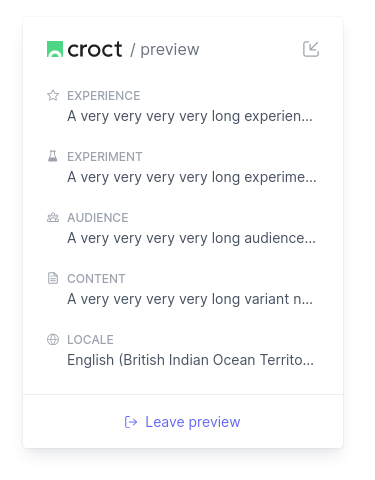 croct / preview
EXPERIENCE
A very very very very long experien...
EXPERIMENT
A very very very very long experime...
AUDIENCE
A very very very very long audience...
CONTENT
A very very very very long variant n...
LOCALE
English (British Indian Ocean Territo...
Leave preview